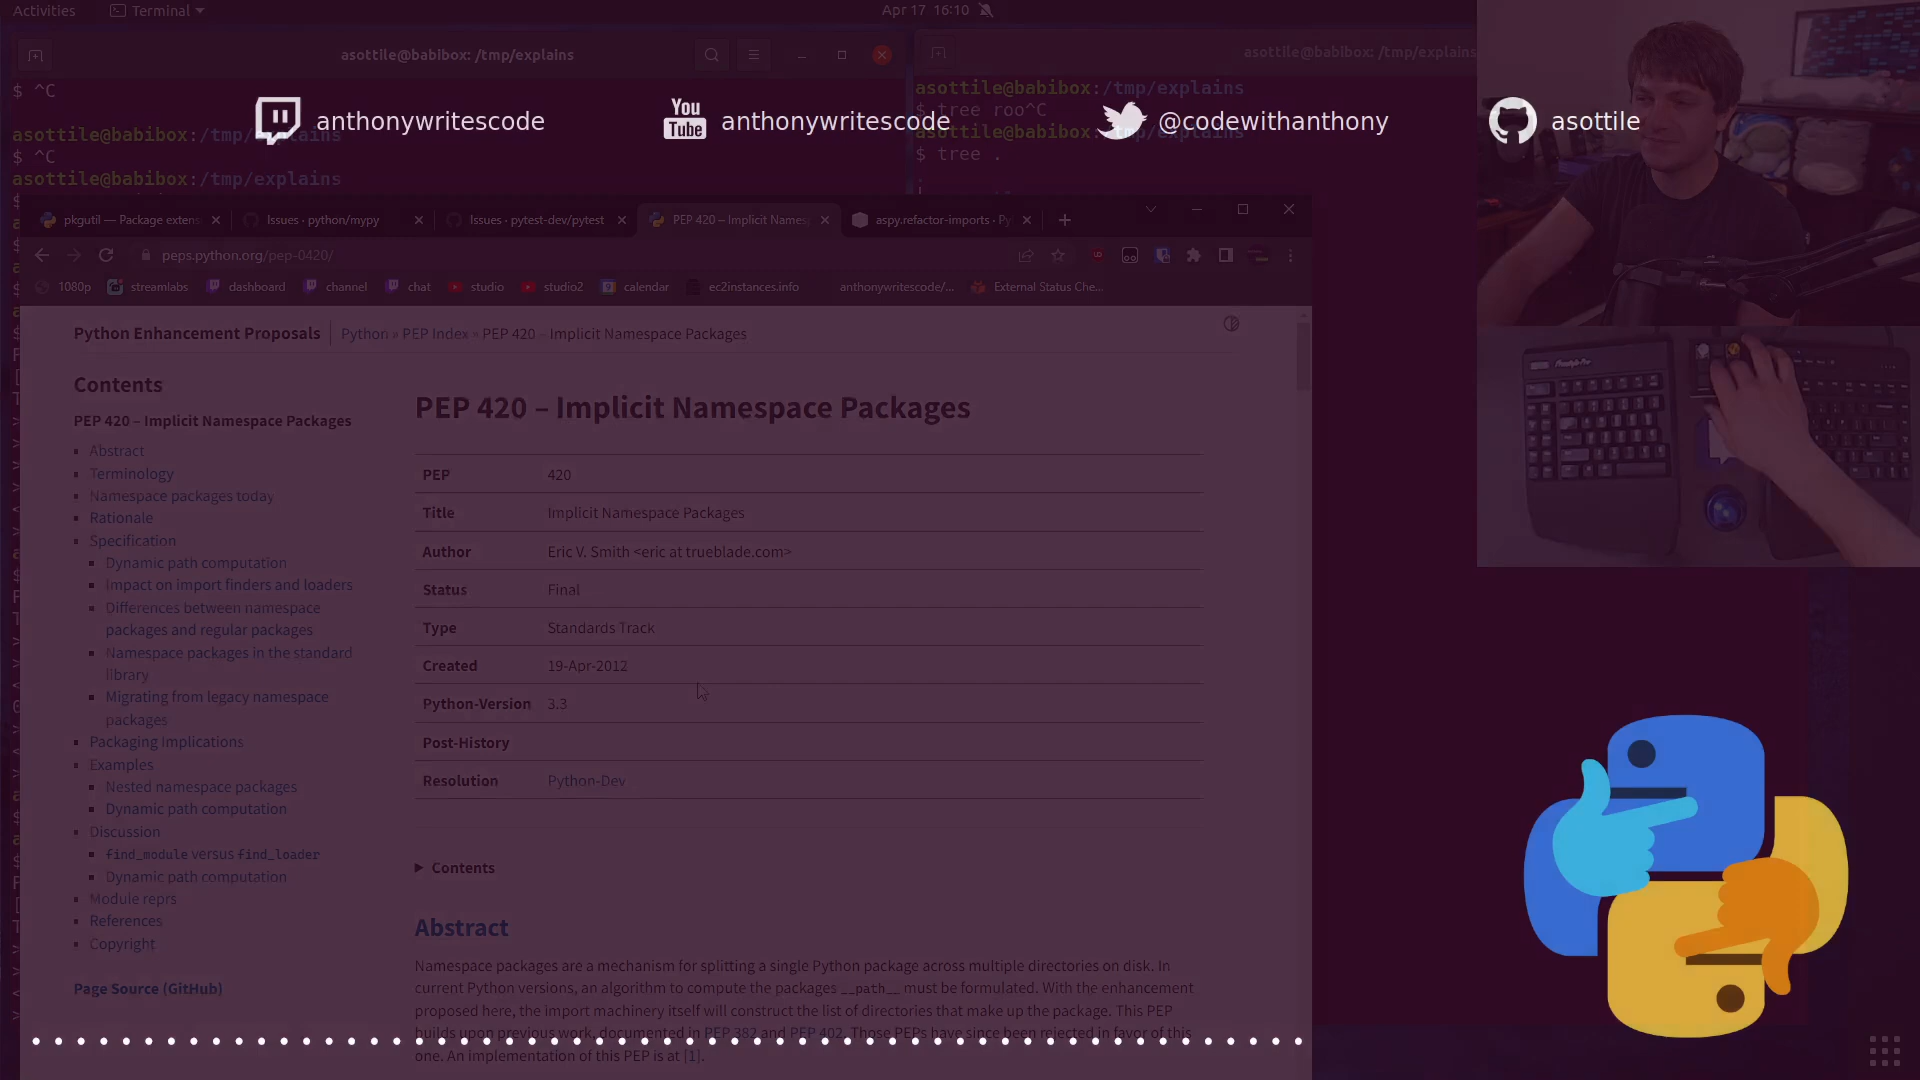 Activities
Terminal
Apr 17 16:10
asottile@babibox: /tmp/explains
asottile@babibox: /tmp/explains
$ ^C
asottile@babibox:/tmp/explains
$ tree roo^C
anthonywritescode
anthonywritescode
@codewithanthony
asottile
asottile@babibox:/tmp/explains
asottile@babibox:/tmp/explains
$ ^C
$ tree .
asottile@babibox:/tmp/explains
pkgutil — Package exten
Issues · python/mypy
Issues · pytest-dev/pytest
PEP 420 – Implicit Names
aspy.refactor-imports · Py
peps.python.org/pep-0420/
1080p
streamlabs
dashboard
channel
chat
studio
studio2
calendar
ec2instances.info
anthonywritescode/...
External Status Che...
Python Enhancement Proposals
Python » PEP Index » PEP 420 – Implicit Namespace Packages
Contents
PEP 420 – Implicit Namespace Packages
Abstract
Terminology
Namespace packages today
Rationale
Specification
Dynamic path computation
Impact on import finders and loaders
Differences between namespace
packages and regular packages
Namespace packages in the standard
library
Migrating from legacy namespace
packages
Packaging Implications
Examples
Nested namespace packages
Dynamic path computation
Discussion
find_module versus find_loader
Dynamic path computation
Module reprs
References
Copyright
Page Source (GitHub)
PEP 420 – Implicit Namespace Packages
PEP 420
Title Implicit Namespace Packages
Author Eric V. Smith <eric at trueblade.com>
Status Final
Type Standards Track
Created 19-Apr-2012
Python-Version 3.3
Post-History
Resolution Python-Dev
Contents
Abstract
Namespace packages are a mechanism for splitting a single Python package across multiple directories on disk. In
current Python versions, an algorithm to compute the packages __path__ must be formulated. With the enhancement
proposed here, the import machinery itself will construct the list of directories that make up the package. This PEP
builds upon previous work, documented in PEP 382 and PEP 402. Those PEPs have since been rejected in favor of this
one. An implementation of this PEP is at [1].